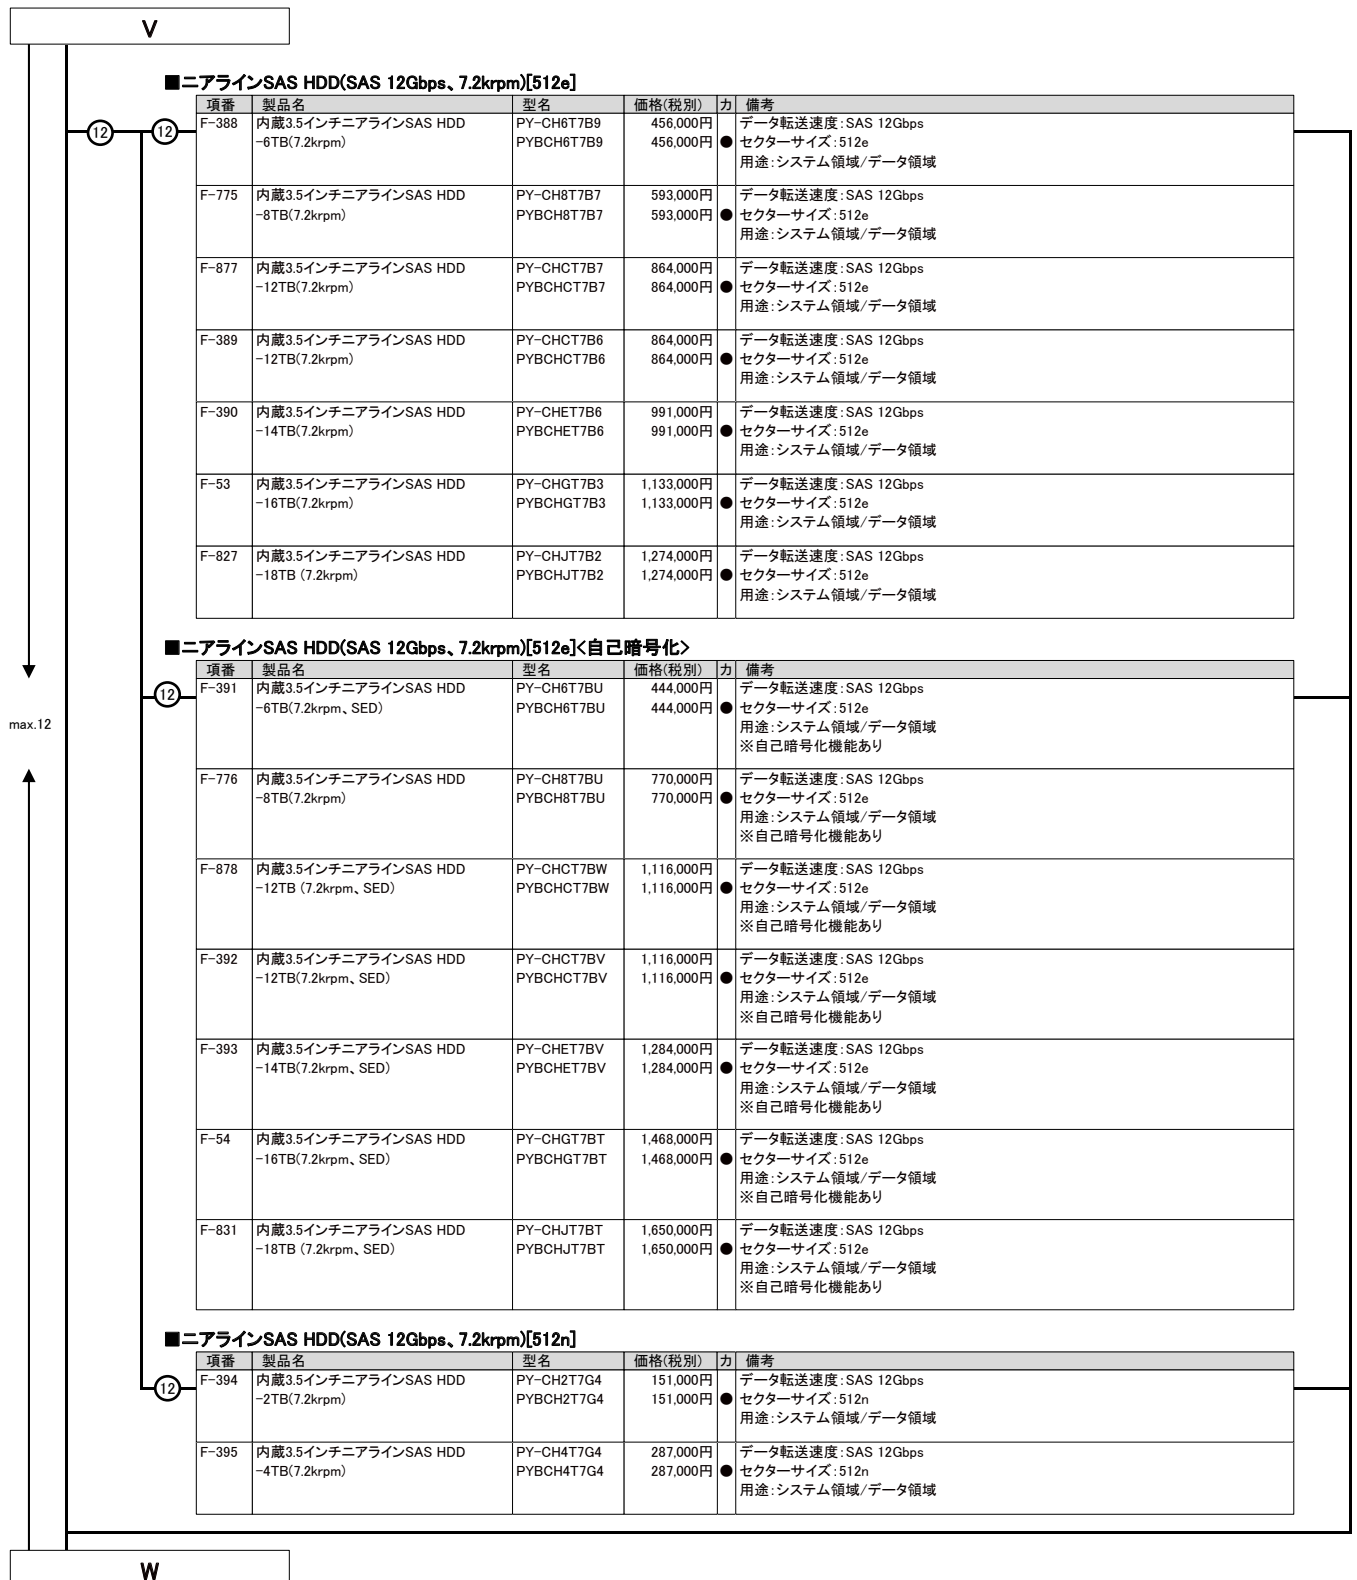 V
■ニアラインSAS HDD(SAS 12Gbps、7.2krpm)[512e]
項番 製品名 型名 価格(税別) カ 備考
⑫ ⑫ F-388 内蔵3.5インチニアラインSAS HDD PY-CH6T7B9 456,000円 データ転送速度:SAS 12Gbps
-6TB(7.2krpm) PYBCH6T7B9 456,000円 ● セクターサイズ:512e
用途:システム領域/データ領域
F-775 内蔵3.5インチニアラインSAS HDD PY-CH8T7B7 593,000円 データ転送速度:SAS 12Gbps
-8TB(7.2krpm) PYBCH8T7B7 593,000円 ● セクターサイズ:512e
用途:システム領域/データ領域
F-877 内蔵3.5インチニアラインSAS HDD PY-CHCT7B7 864,000円 データ転送速度:SAS 12Gbps
-12TB(7.2krpm) PYBCHCT7B7 864,000円 ● セクターサイズ:512e
用途:システム領域/データ領域
F-389 内蔵3.5インチニアラインSAS HDD PY-CHCT7B6 864,000円 データ転送速度:SAS 12Gbps
-12TB(7.2krpm) PYBCHCT7B6 864,000円 ● セクターサイズ:512e
用途:システム領域/データ領域
F-390 内蔵3.5インチニアラインSAS HDD PY-CHET7B6 991,000円 データ転送速度:SAS 12Gbps
-14TB(7.2krpm) PYBCHET7B6 991,000円 ● セクターサイズ:512e
用途:システム領域/データ領域
F-53 内蔵3.5インチニアラインSAS HDD PY-CHGT7B3 1,133,000円 データ転送速度:SAS 12Gbps
-16TB(7.2krpm) PYBCHGT7B3 1,133,000円 ● セクターサイズ:512e
用途:システム領域/データ領域
F-827 内蔵3.5インチニアラインSAS HDD PY-CHJT7B2 1,274,000円 データ転送速度:SAS 12Gbps
-18TB (7.2krpm) PYBCHJT7B2 1,274,000円 ● セクターサイズ:512e
用途:システム領域/データ領域
■ニアラインSAS HDD(SAS 12Gbps、7.2krpm)[512e]<自己暗号化>
項番 製品名 型名 価格(税別) カ 備考
⑫ F-391 内蔵3.5インチニアラインSAS HDD PY-CH6T7BU 444,000円 データ転送速度:SAS 12Gbps
-6TB(7.2krpm、SED) PYBCH6T7BU 444,000円 ● セクターサイズ:512e
max.12 用途:システム領域/データ領域
※自己暗号化機能あり
F-776 内蔵3.5インチニアラインSAS HDD PY-CH8T7BU 770,000円 データ転送速度:SAS 12Gbps
-8TB(7.2krpm) PYBCH8T7BU 770,000円 ● セクターサイズ:512e
用途:システム領域/データ領域
※自己暗号化機能あり
F-878 内蔵3.5インチニアラインSAS HDD PY-CHCT7BW 1,116,000円 データ転送速度:SAS 12Gbps
-12TB (7.2krpm、SED) PYBCHCT7BW 1,116,000円 ● セクターサイズ:512e
用途:システム領域/データ領域
※自己暗号化機能あり
F-392 内蔵3.5インチニアラインSAS HDD PY-CHCT7BV 1,116,000円 データ転送速度:SAS 12Gbps
-12TB(7.2krpm、SED) PYBCHCT7BV 1,116,000円 ● セクターサイズ:512e
用途:システム領域/データ領域
※自己暗号化機能あり
F-393 内蔵3.5インチニアラインSAS HDD PY-CHET7BV 1,284,000円 データ転送速度:SAS 12Gbps
-14TB(7.2krpm、SED) PYBCHET7BV 1,284,000円 ● セクターサイズ:512e
用途:システム領域/データ領域
※自己暗号化機能あり
F-54 内蔵3.5インチニアラインSAS HDD PY-CHGT7BT 1,468,000円 データ転送速度:SAS 12Gbps
-16TB(7.2krpm、SED) PYBCHGT7BT 1,468,000円 ● セクターサイズ:512e
用途:システム領域/データ領域
※自己暗号化機能あり
F-831 内蔵3.5インチニアラインSAS HDD PY-CHJT7BT 1,650,000円 データ転送速度:SAS 12Gbps
-18TB (7.2krpm、SED) PYBCHJT7BT 1,650,000円 ● セクターサイズ:512e
用途:システム領域/データ領域
※自己暗号化機能あり
■ニアラインSAS HDD(SAS 12Gbps、7.2krpm)[512n]
項番 製品名 型名 価格(税別) カ 備考
⑫ F-394 内蔵3.5インチニアラインSAS HDD PY-CH2T7G4 151,000円 データ転送速度:SAS 12Gbps
-2TB(7.2krpm) PYBCH2T7G4 151,000円 ● セクターサイズ:512n
用途:システム領域/データ領域
F-395 内蔵3.5インチニアラインSAS HDD PY-CH4T7G4 287,000円 データ転送速度:SAS 12Gbps
-4TB(7.2krpm) PYBCH4T7G4 287,000円 ● セクターサイズ:512n
用途:システム領域/データ領域
W